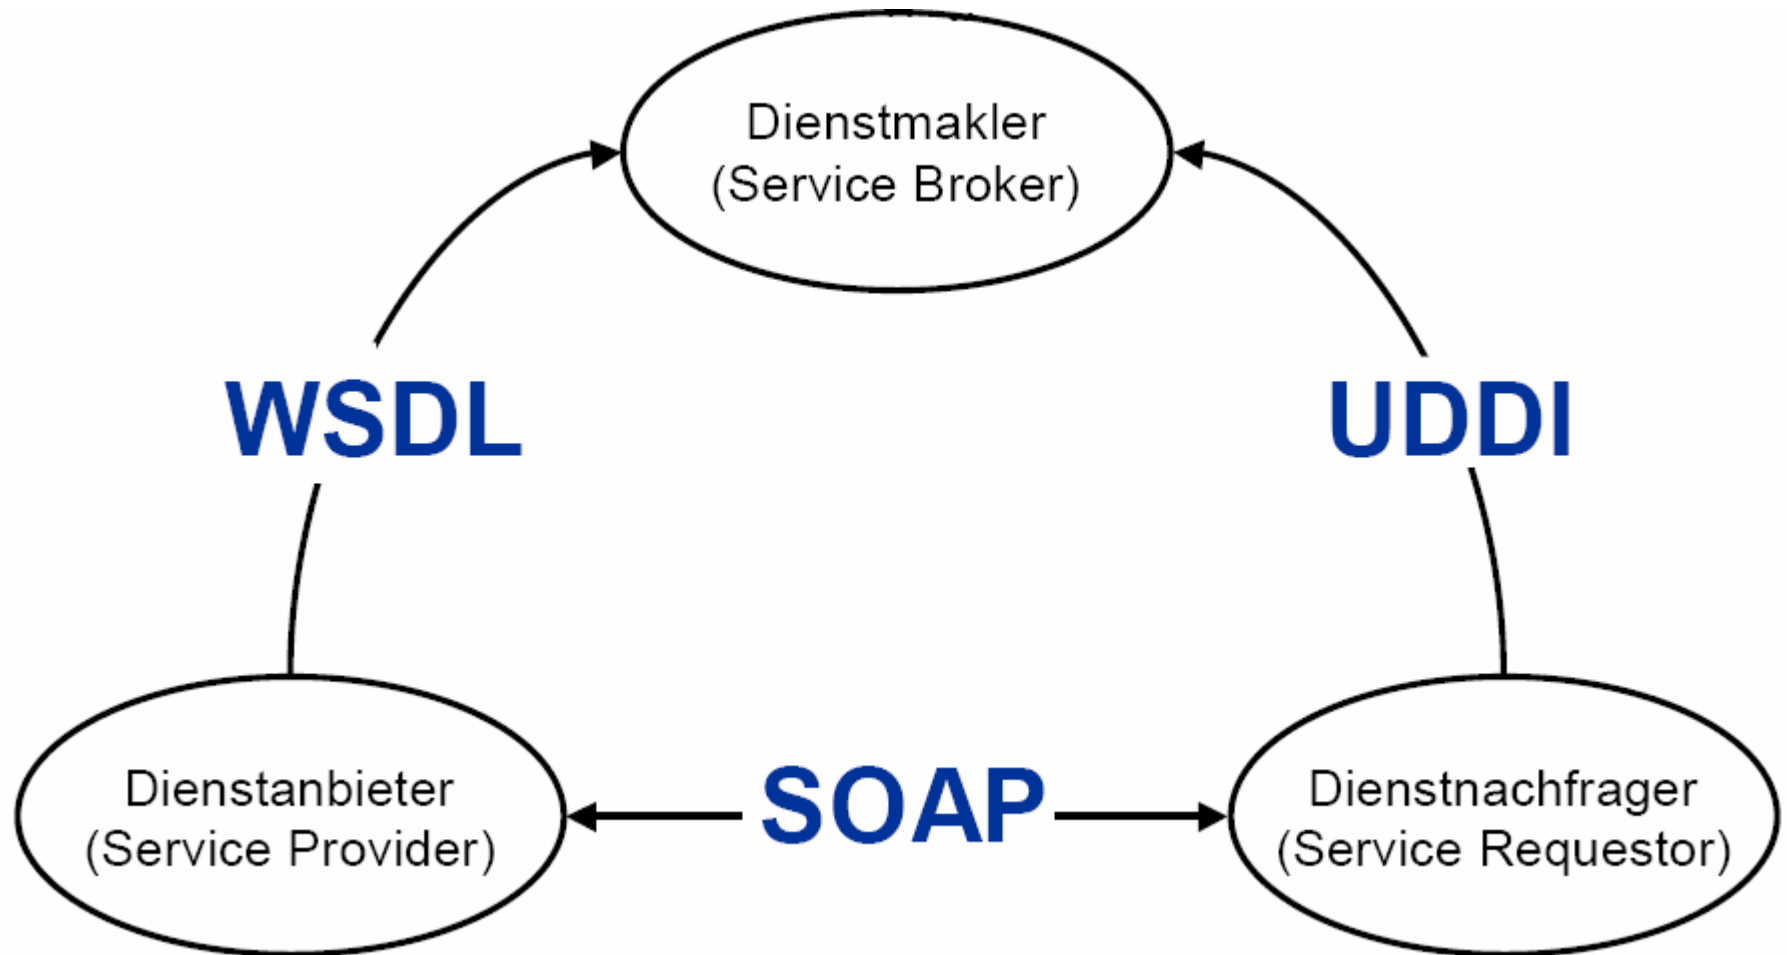 Dienstmakler
(Service Broker)
WSDL
UDDI
Dienstanbieter
(Service Provider)
SOAP
Dienstnachfrager
(Service Requestor)